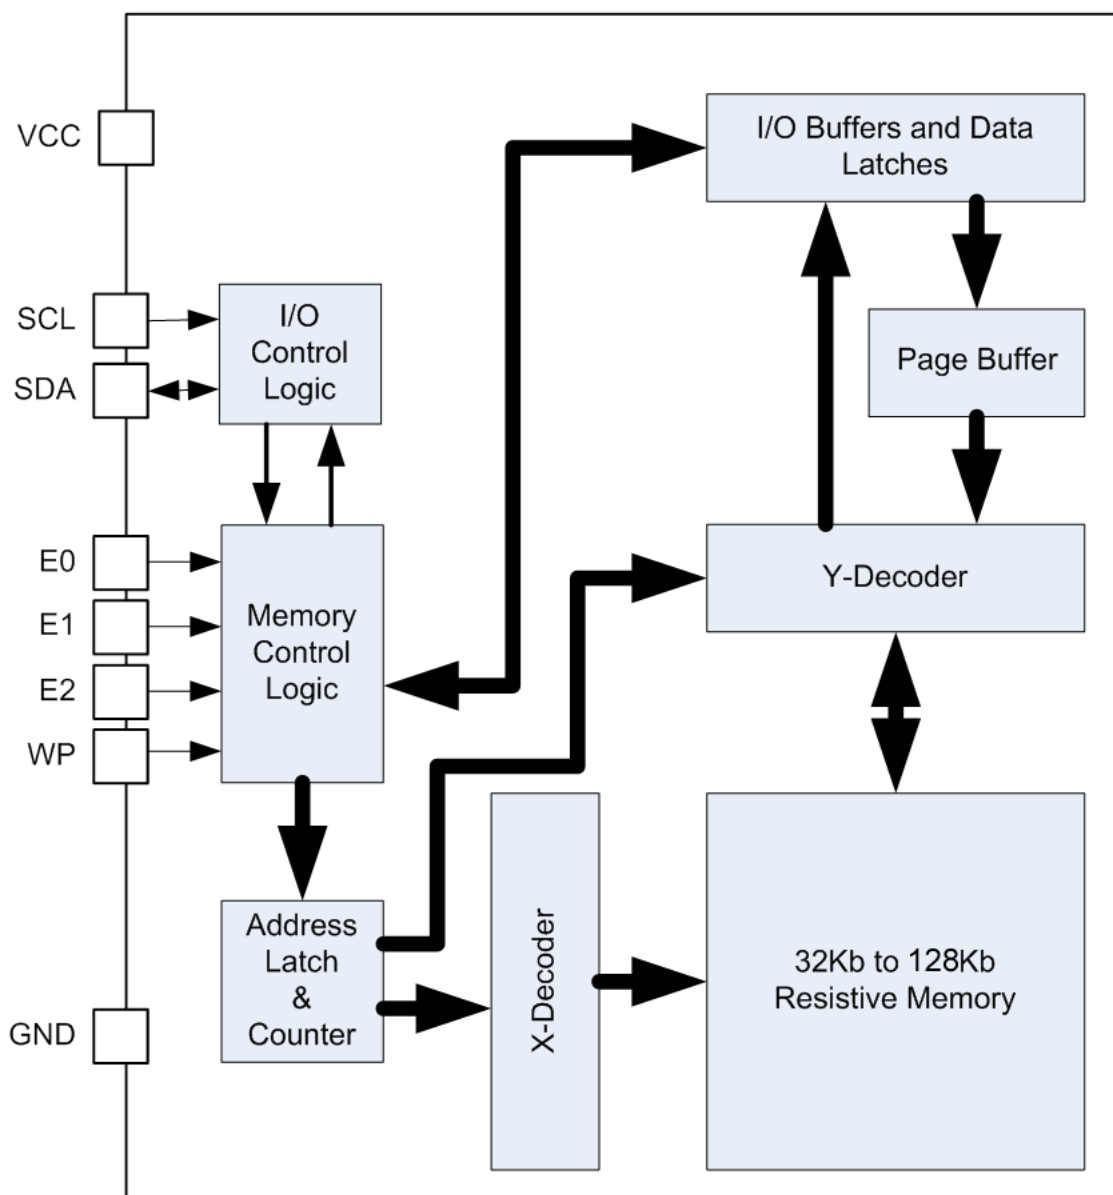 VCC
I/O Buffers and Data
Latches
SCL
SDA
I/O
Control
Logic
Page Buffer
E0
E1
E2
WP
Memory
Control
Logic
Y-Decoder
Address
Latch
&
Counter
X-Decoder
32Kb to 128Kb
Resistive Memory
GND